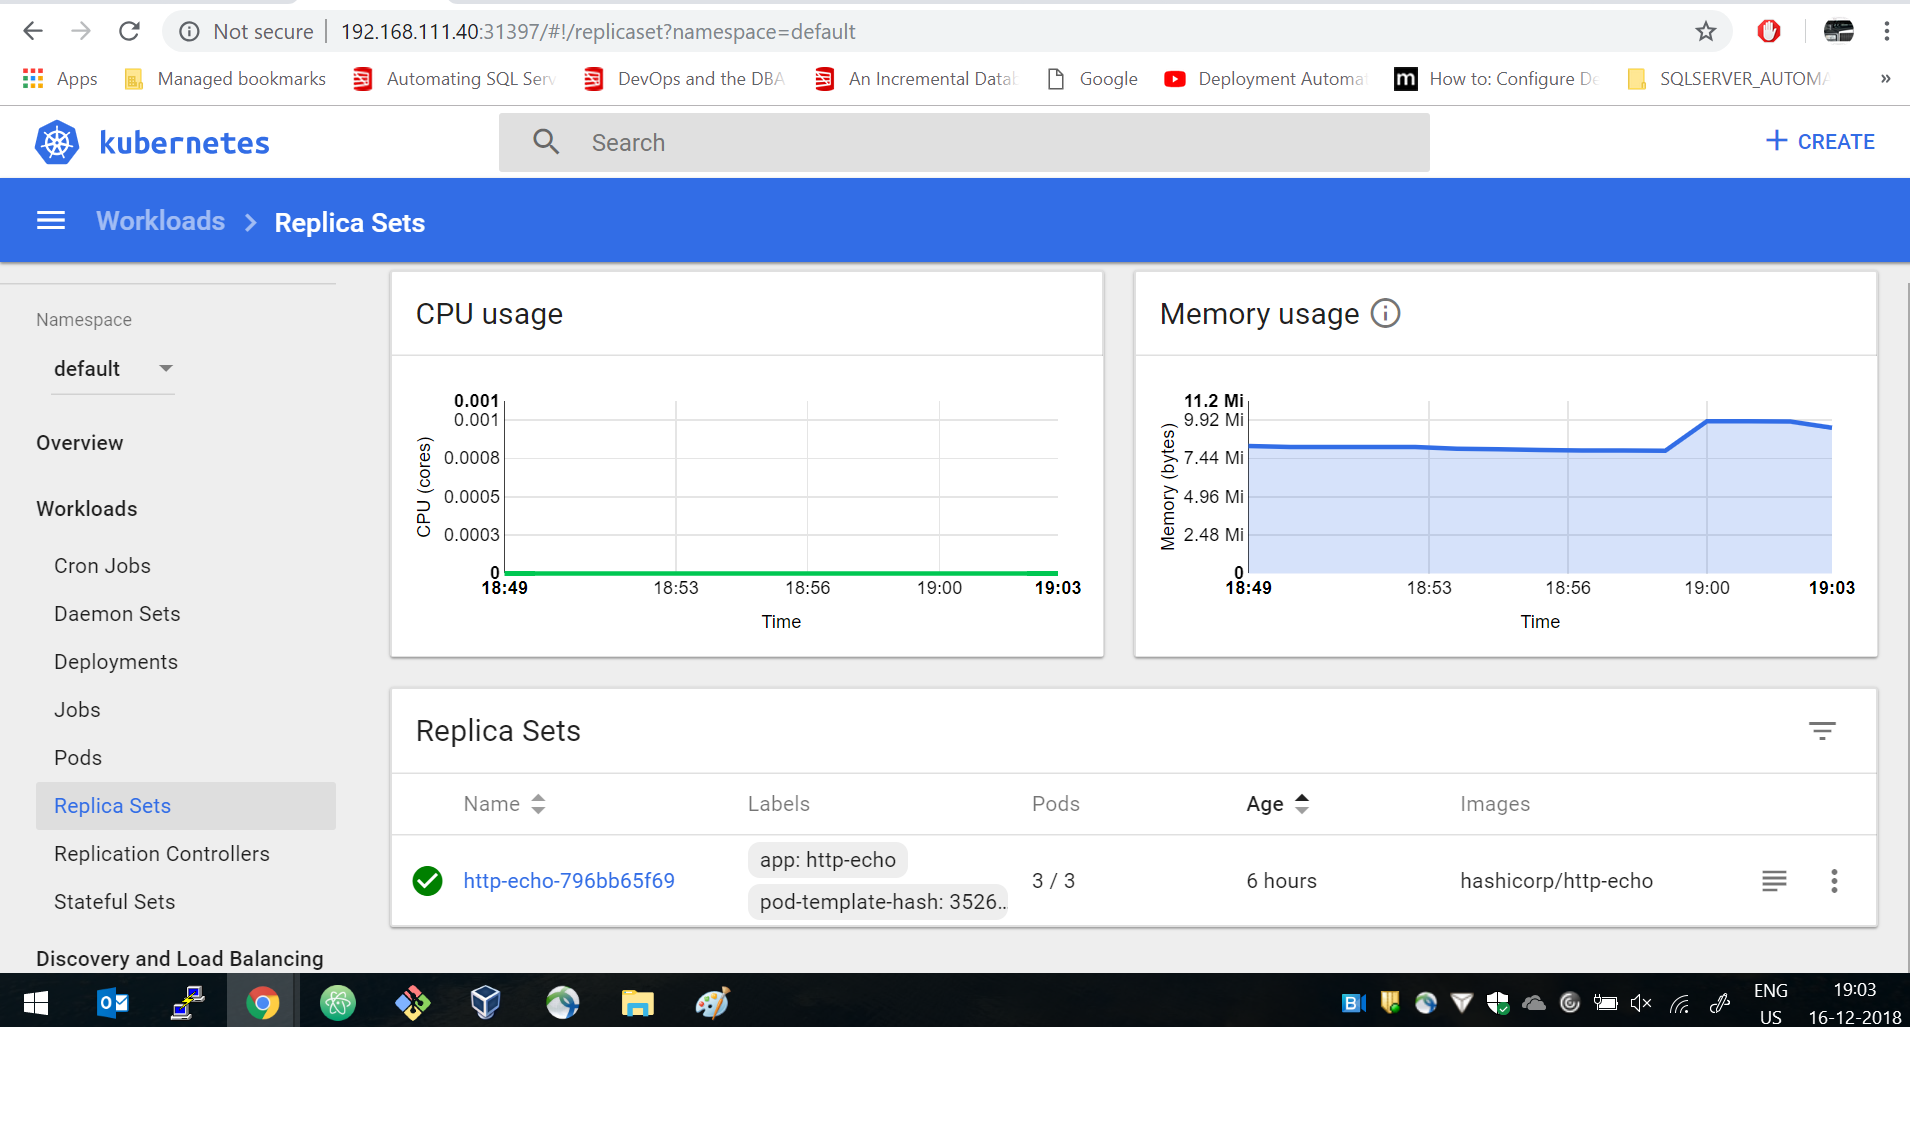 Not secure | 192.168.111.40:31397/#!/replicaset?namespace=default
Apps Managed bookmarks Automating SQL Serv DevOps and the DBA An Incremental Datab Google Deployment Automat How to: Configure De SQLSERVER_AUTOMA »
kubernetes
Search
+ CREATE
Workloads > Replica Sets
Namespace
default
Overview
Workloads
Cron Jobs
Daemon Sets
Deployments
Jobs
Pods
Replica Sets
Replication Controllers
Stateful Sets
Discovery and Load Balancing
CPU usage
CPU (cores)
0.001
0.001
0.0008
0.0005
0.0003
0
18:49 18:53 18:56 19:00 19:03
Time
Memory usage
Memory (bytes)
11.2 Mi
9.92 Mi
7.44 Mi
4.96 Mi
2.48 Mi
0
18:49 18:53 18:56 19:00 19:03
Time
Replica Sets
Name Labels Pods Age Images
http-echo-796bb65f69
app: http-echo
pod-template-hash: 3526..
3 / 3
6 hours
hashicorp/http-echo
ENG
US
19:03
16-12-2018